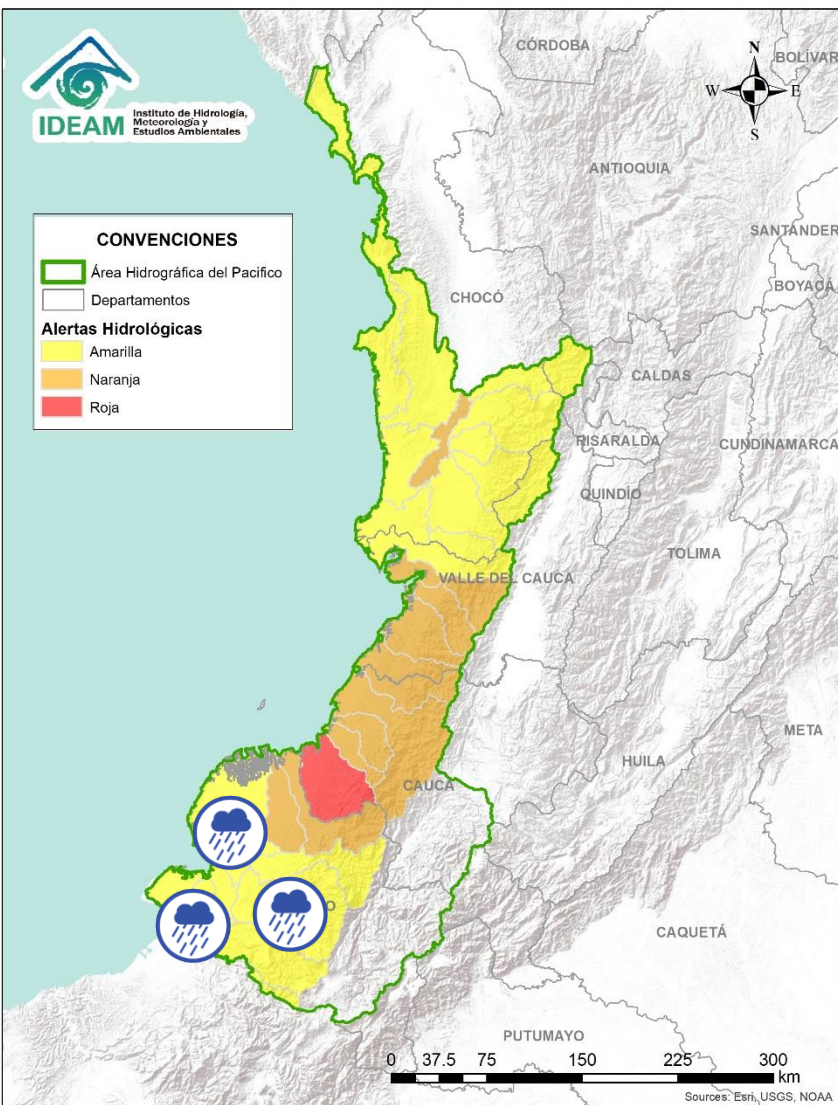 IDEAM
Instituto de Hidrología,
Meteorología y
Estudios Ambientales
CONVENCIONES
Área Hidrográfica del Pacifico
Departamentos
Alertas Hidrológicas
Amarilla
Naranja
Roja
N
W
E
S
CÓRDOBA
BOLÍVAR
ANTIOQUIA
SANTANDER
BOYACÁ
CHOCÓ
CALDAS
RISARALDA
CUNDINAMARCA
QUINDÍO
TOLIMA
VALLE DEL CAUCA
META
HUILA
CAUCA
O
CAQUETÁ
PUTUMAYO
0 37.5 75 150 225 300
km
Sources: Esri, USGS, NOAA